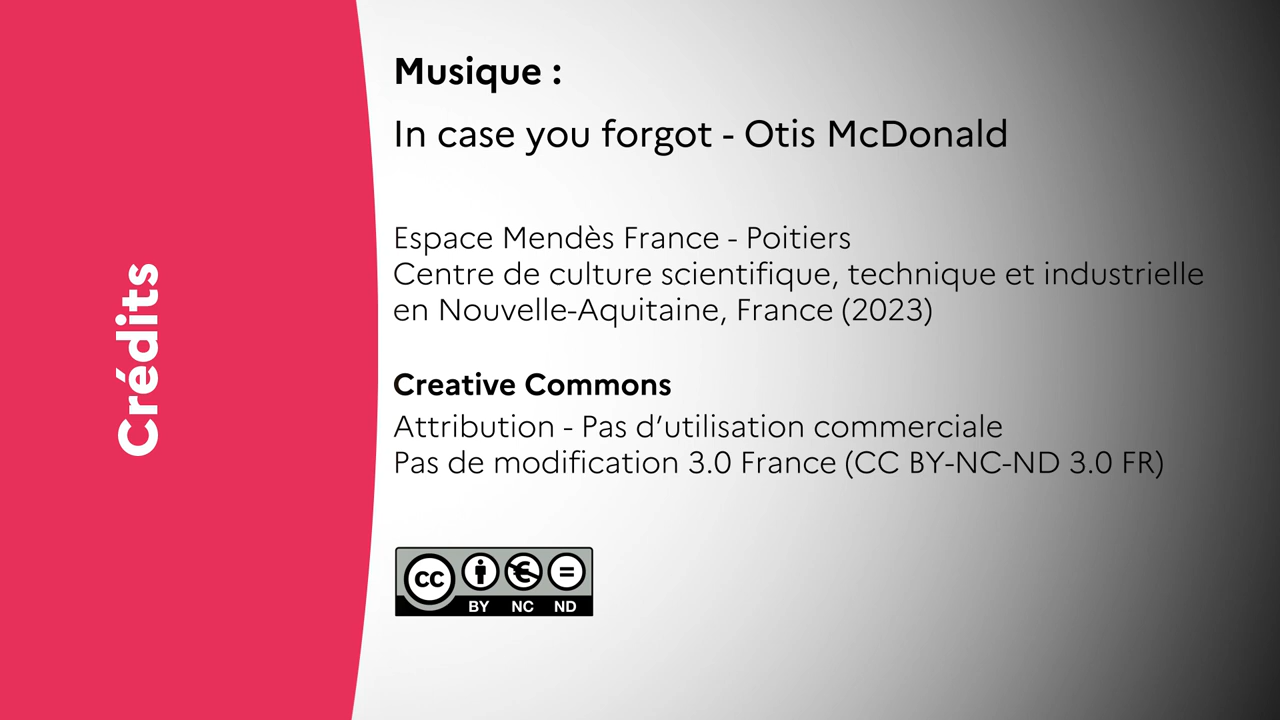 Crédits
Musique :
In case you forgot - Otis McDonald
Espace Mendès France - Poitiers
Centre de culture scientifique, technique et industrielle
en Nouvelle-Aquitaine, France (2023)
Creative Commons
Attribution - Pas d’utilisation commerciale
Pas de modification 3.0 France (CC BY-NC-ND 3.0 FR)
cc
BY NC ND